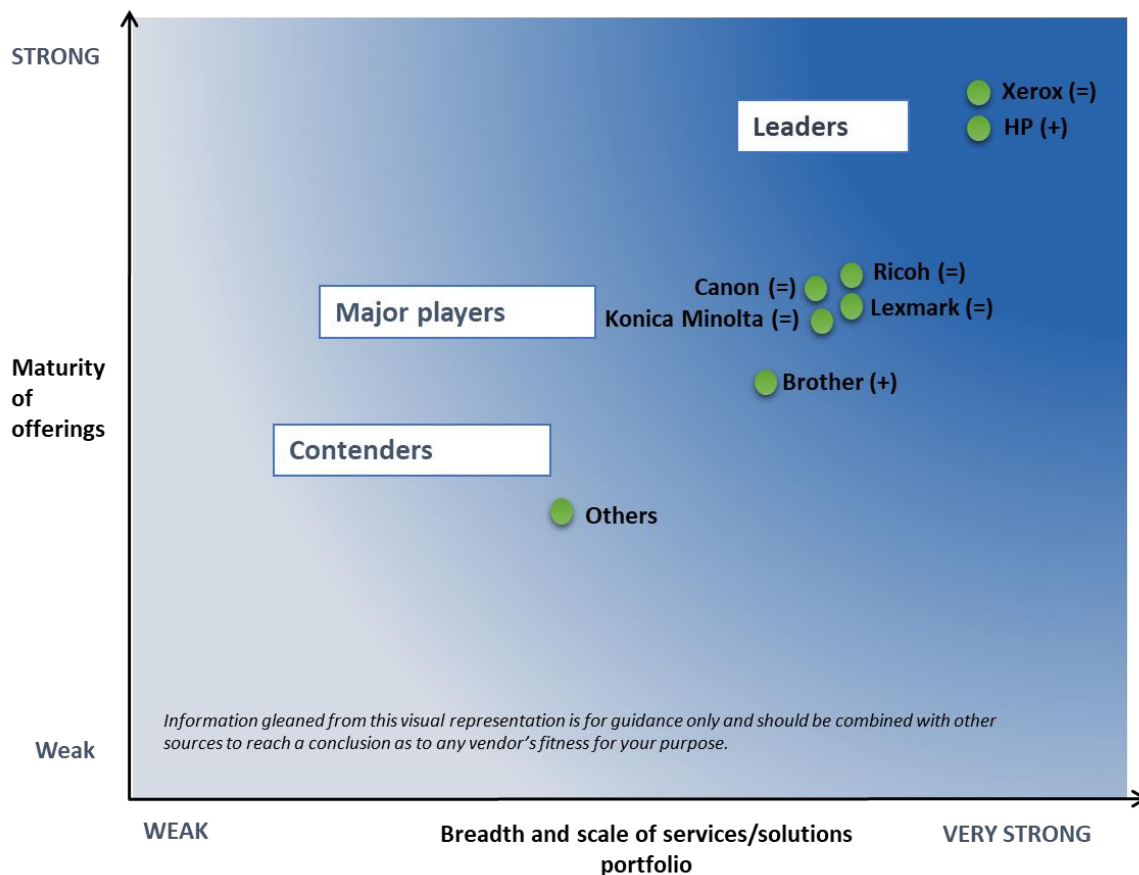 STRONG
Xerox (=)
Leaders
HP (+)
Ricoh (=)
Canon (=)
Major players
Lexmark (=)
Konica Minolta (=)
Maturity
of
offerings
Brother (+)
Contenders
Others
Information gleaned from this visual representation is for guidance only and should be combined with other
sources to reach a conclusion as to any vendor’s fitness for your purpose.
Weak
WEAK
Breadth and scale of services/solutions
portfolio
VERY STRONG